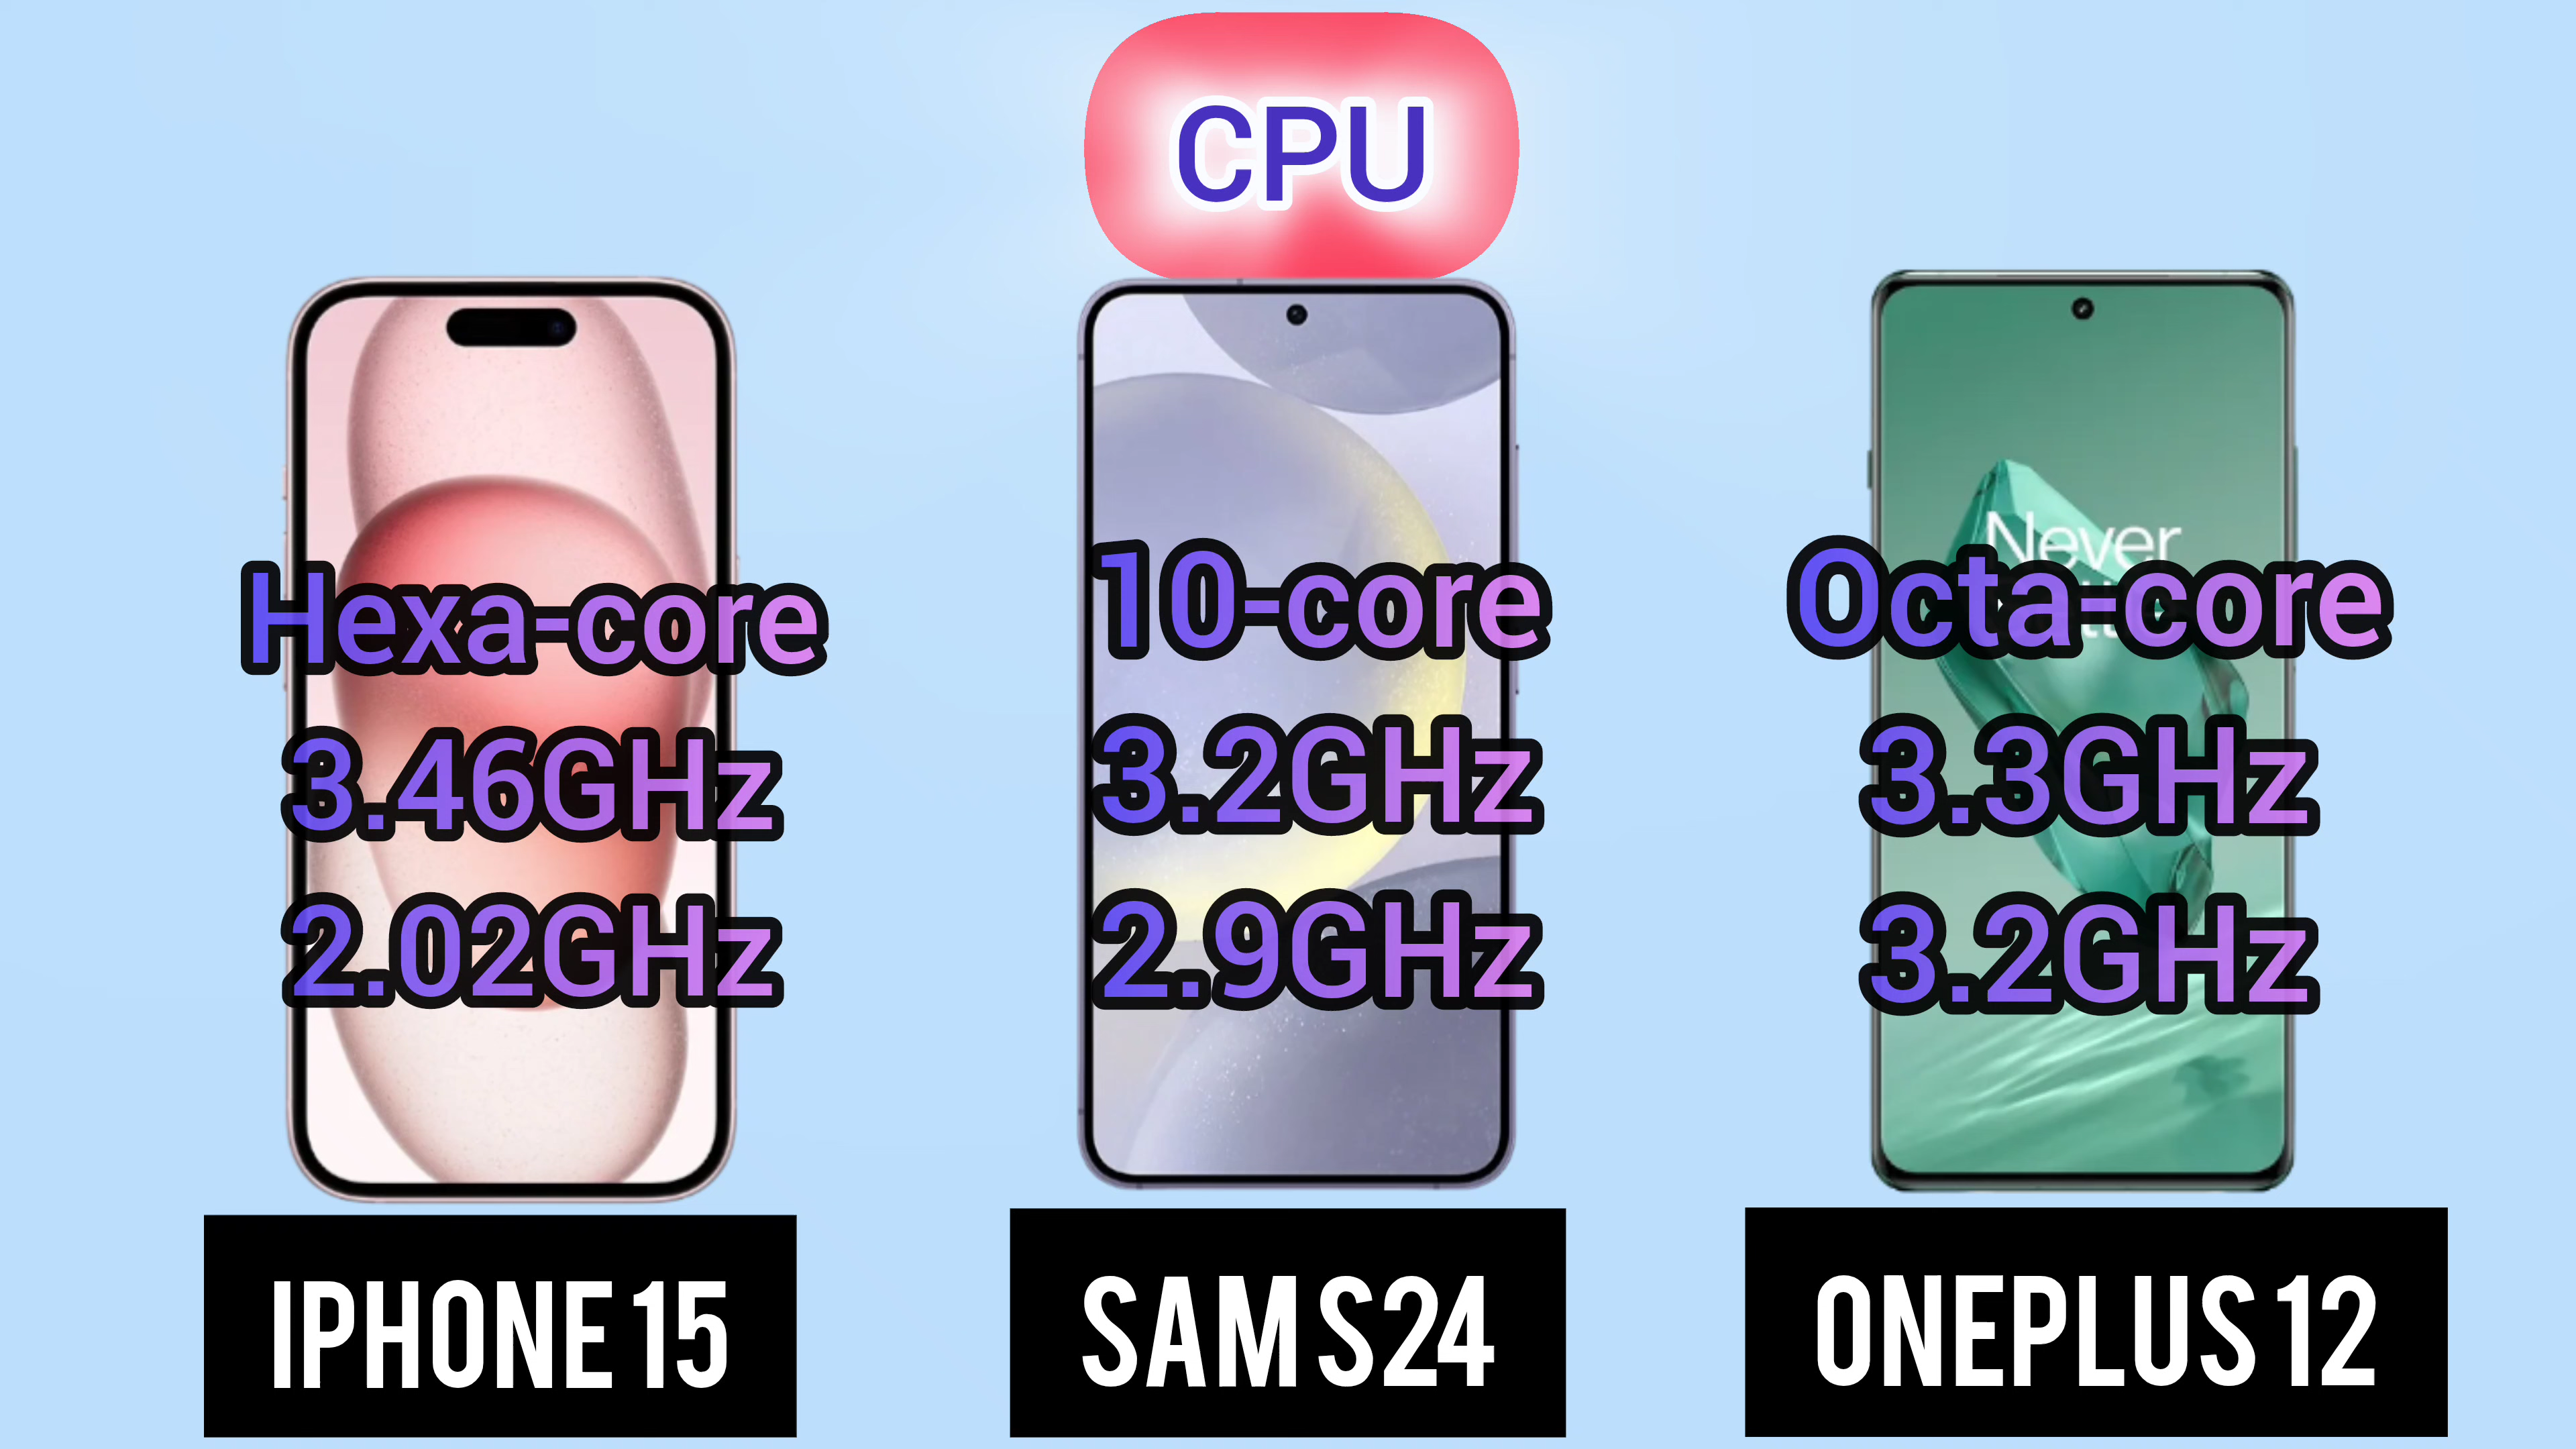 CPU
Never
Hexa-core
3.46GHz
2.02GHz
10-core
3.2GHz
2.9GHz
Octa-core
3.3GHz
3.2GHz
IPHONE 15
SAM S24
ONEPLUS 12